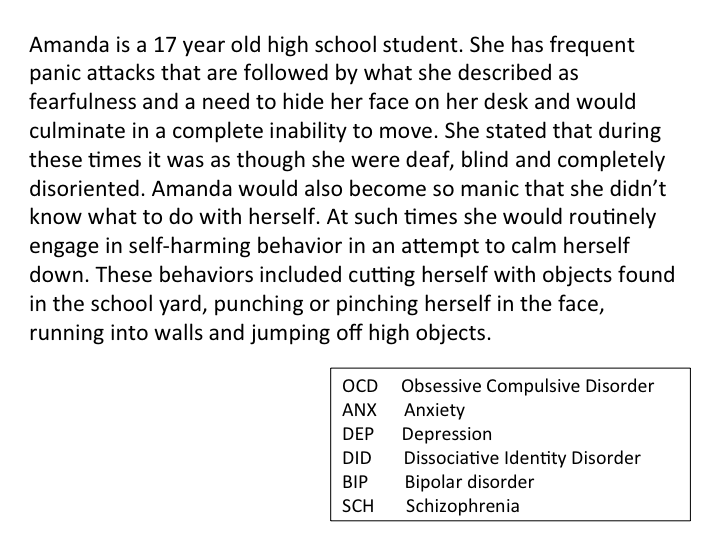 Amanda is a 17 year old high school student. She has frequent
panic attacks that are followed by what she described as
fearfulness and a need to hide her face on her desk and would
culminate in a complete inability to move. She stated that during
these times it was as though she were deaf, blind and completely
disoriented. Amanda would also become so manic that she didn’t
know what to do with herself. At such times she would routinely
engage in self-harming behavior in an attempt to calm herself
down. These behaviors included cutting herself with objects found
in the school yard, punching or pinching herself in the face,
running into walls and jumping off high objects.
OCD Obsessive Compulsive Disorder
ANX Anxiety
DEP Depression
DID Dissociative Identity Disorder
BIP Bipolar disorder
SCH Schizophrenia